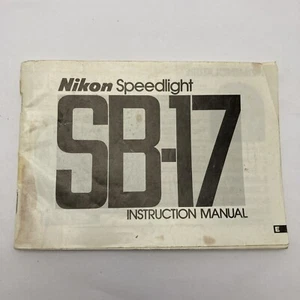 Nikon Speedlight
SB-17
INSTRUCTION MANUAL
E